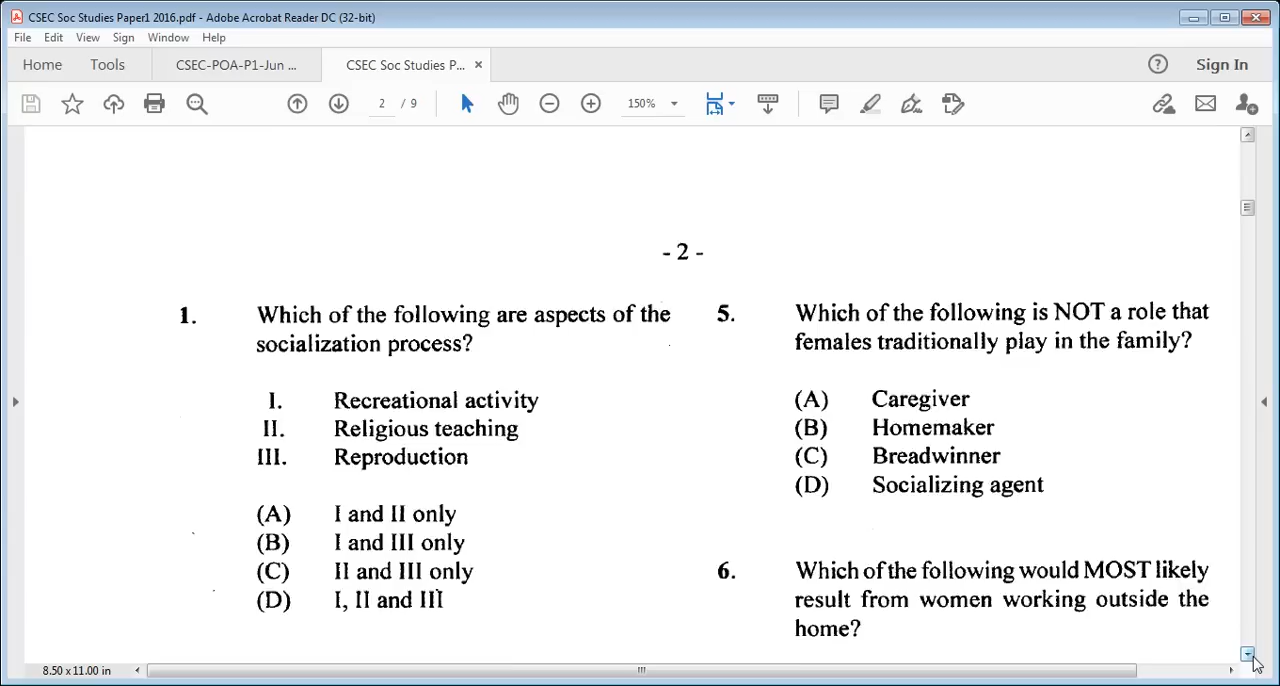 CSEC Soc Studies Paper1 2016.pdf - Adobe Acrobat Reader DC (32-bit)
File Edit View Sign Window Help
Home Tools CSEC-POA-P1-Jun ... CSEC Soc Studies P... × Sign In
2 / 9 150%
- 2 -
1. Which of the following are aspects of the
socialization process?
I. Recreational activity
II. Religious teaching
III. Reproduction
(A) I and II only
(B) I and III only
(C) II and III only
(D) I, II and III
5. Which of the following is NOT a role that
females traditionally play in the family?
(A) Caregiver
(B) Homemaker
(C) Breadwinner
(D) Socializing agent
6. Which of the following would MOST likely
result from women working outside the
home?
8.50 x 11.00 in